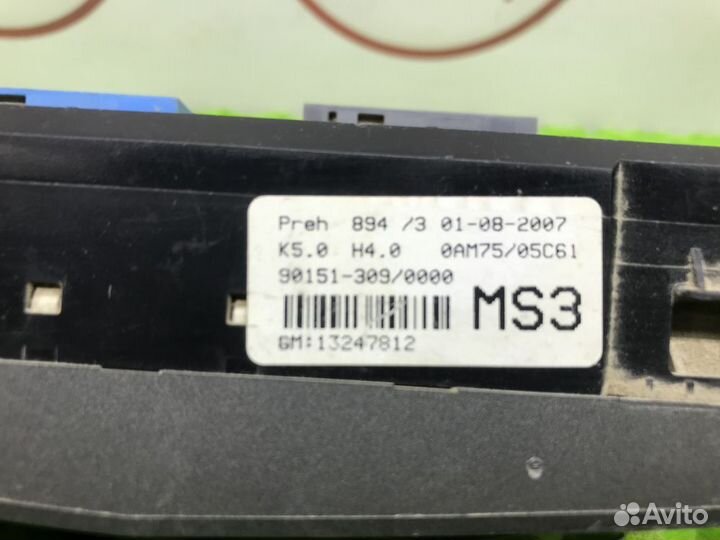 Preh 894 /3 01-08-2007
K5.0 H4.0 0AM75/05C61
90151-309/0000
MS3
GM:13247812
Avito